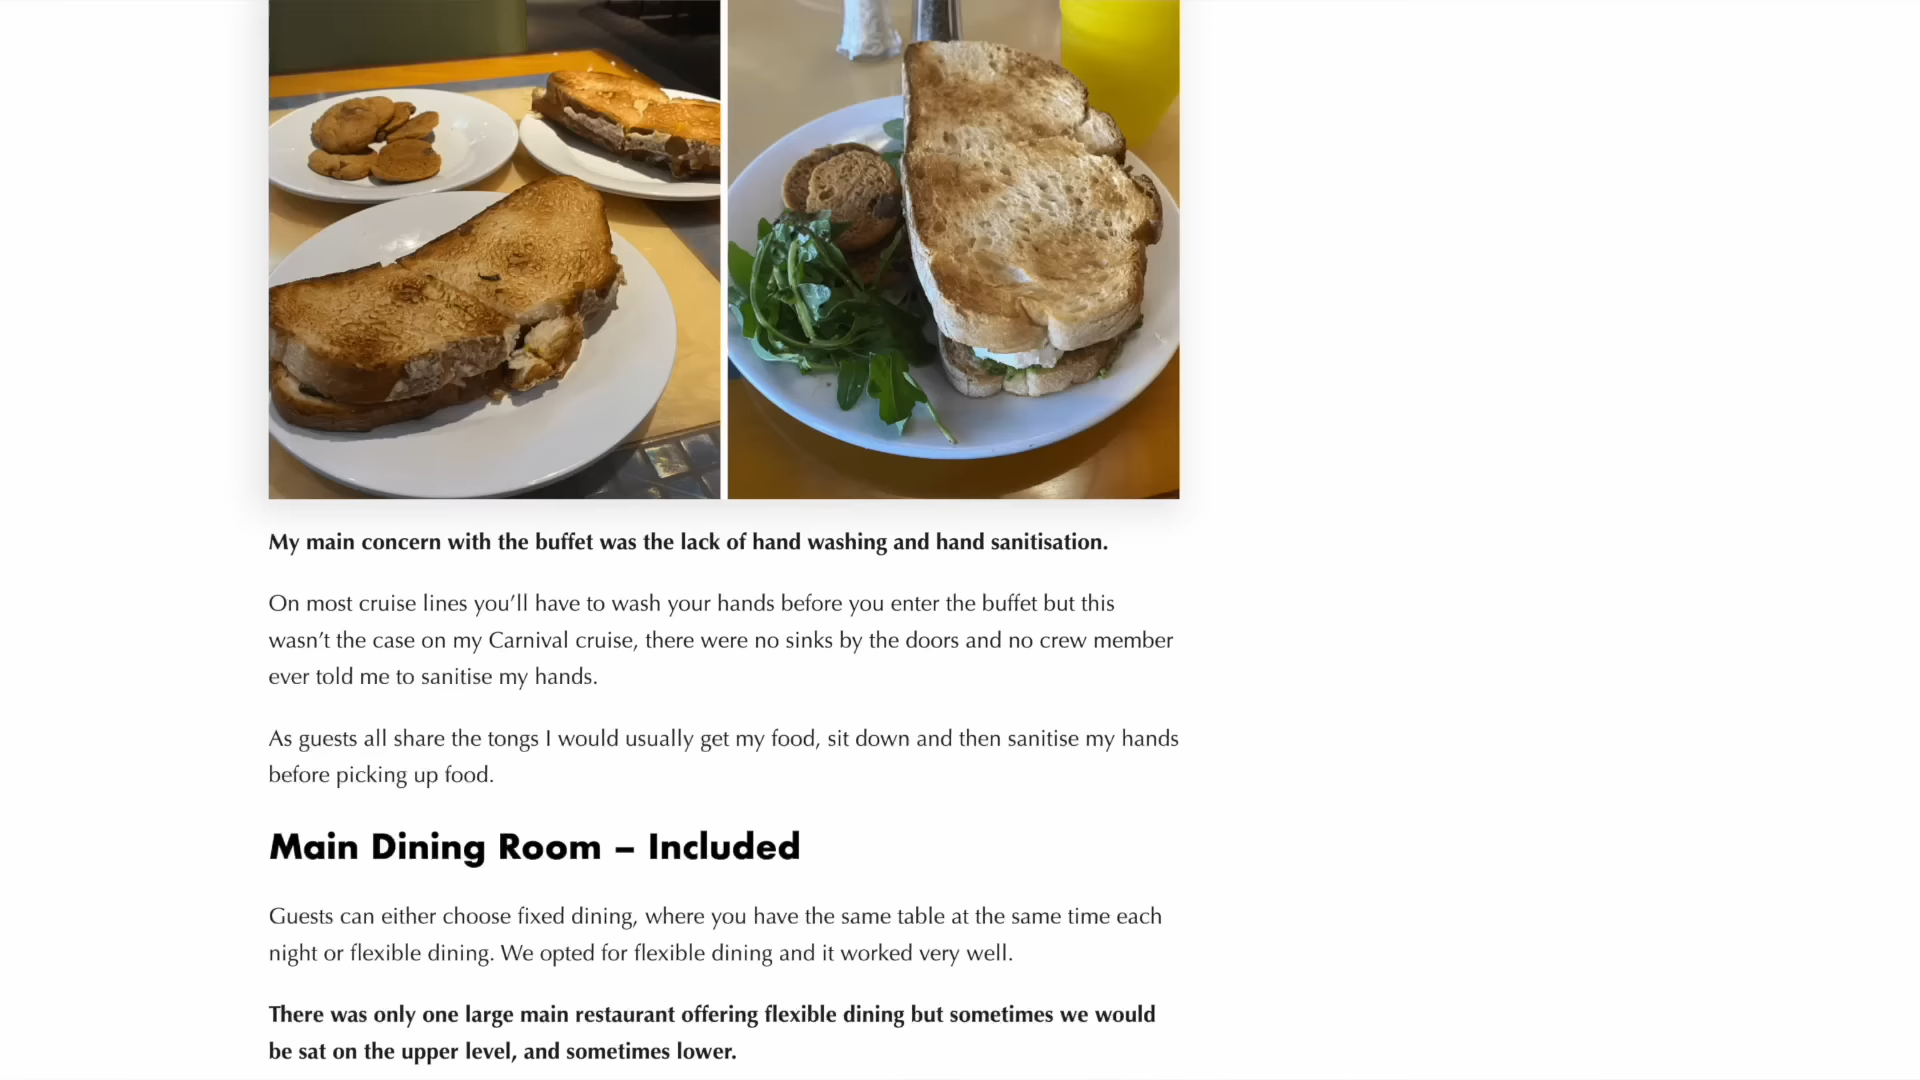 My main concern with the buffet was the lack of hand washing and hand sanitisation.
On most cruise lines you’ll have to wash your hands before you enter the buffet but this
wasn’t the case on my Carnival cruise, there were no sinks by the doors and no crew member
ever told me to sanitise my hands.
As guests all share the tongs I would usually get my food, sit down and then sanitise my hands
before picking up food.
Main Dining Room – Included
Guests can either choose fixed dining, where you have the same table at the same time each
night or flexible dining. We opted for flexible dining and it worked very well.
There was only one large main restaurant offering flexible dining but sometimes we would
be sat on the upper level, and sometimes lower.